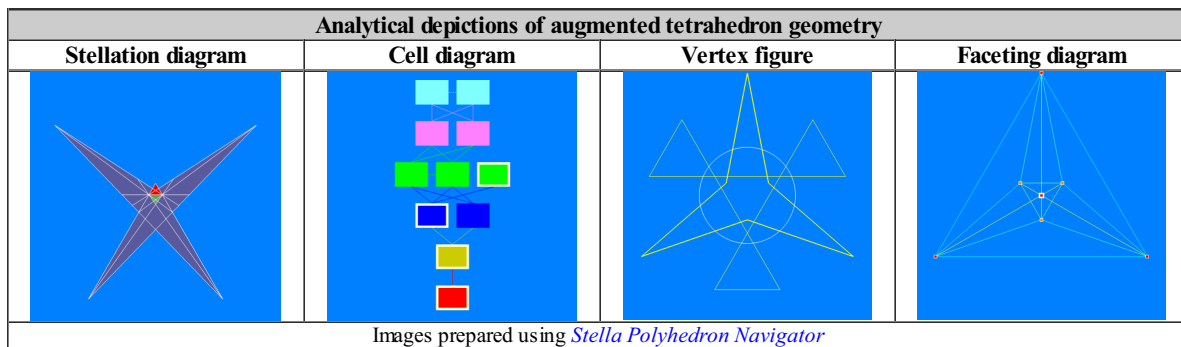 Analytical depictions of augmented tetrahedron geometry
Stellation diagram
Cell diagram
Vertex figure
Faceting diagram
Images prepared using Stella Polyhedron Navigator